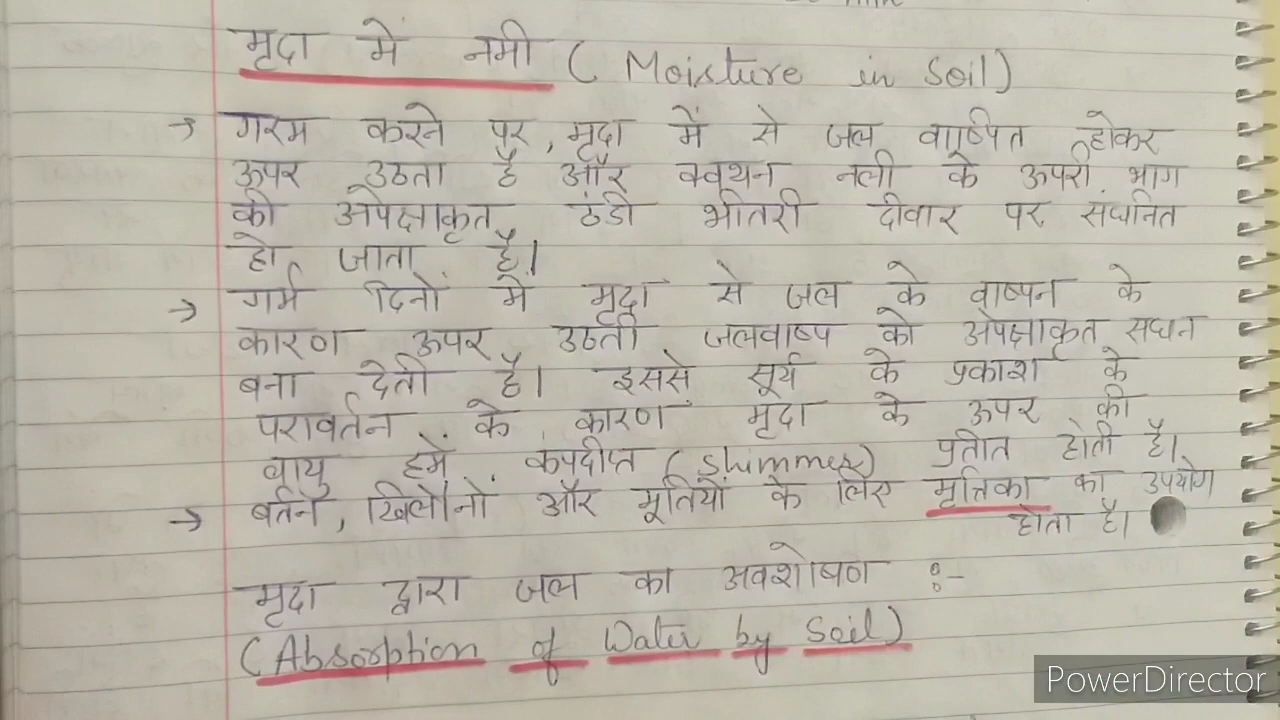 मृदा में नमी ( Moisture in Soil)
→ गरम करने पर, मृदा में से जल वाष्पित होकर
ऊपर उठता है और क्वथन नली के ऊपरी भाग
की अपेक्षाकृत ठंडी भीतरी दीवार पर संघनित
हो जाता है।
→ गर्म दिनों में मृदा से जल के वाष्पन के
कारण ऊपर उठती जलवाष्प को अपेक्षाकृत सघन
बना देती है। इससे सूर्य के प्रकाश के
परावर्तन के कारण मृदा के ऊपर की
वायु हमें कंपदीप्त (Shimmer) प्रतीत होती है।
→ बर्तन, खिलौनों और मूर्तियों के लिए मृत्तिका का उपयोग
होता है।
मृदा द्वारा जल का अवशोषण :-
(Absorption of Water by Soil)
PowerDirector